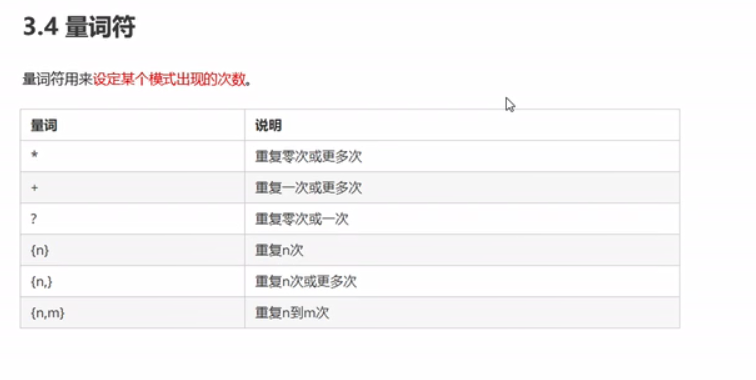 3.4 量词符
量词符用来设定某个模式出现的次数。
量词 说明
* 重复零次或更多次
+ 重复一次或更多次
? 重复零次或一次
{n} 重复n次
{n,} 重复n次或更多次
{n,m} 重复n到m次